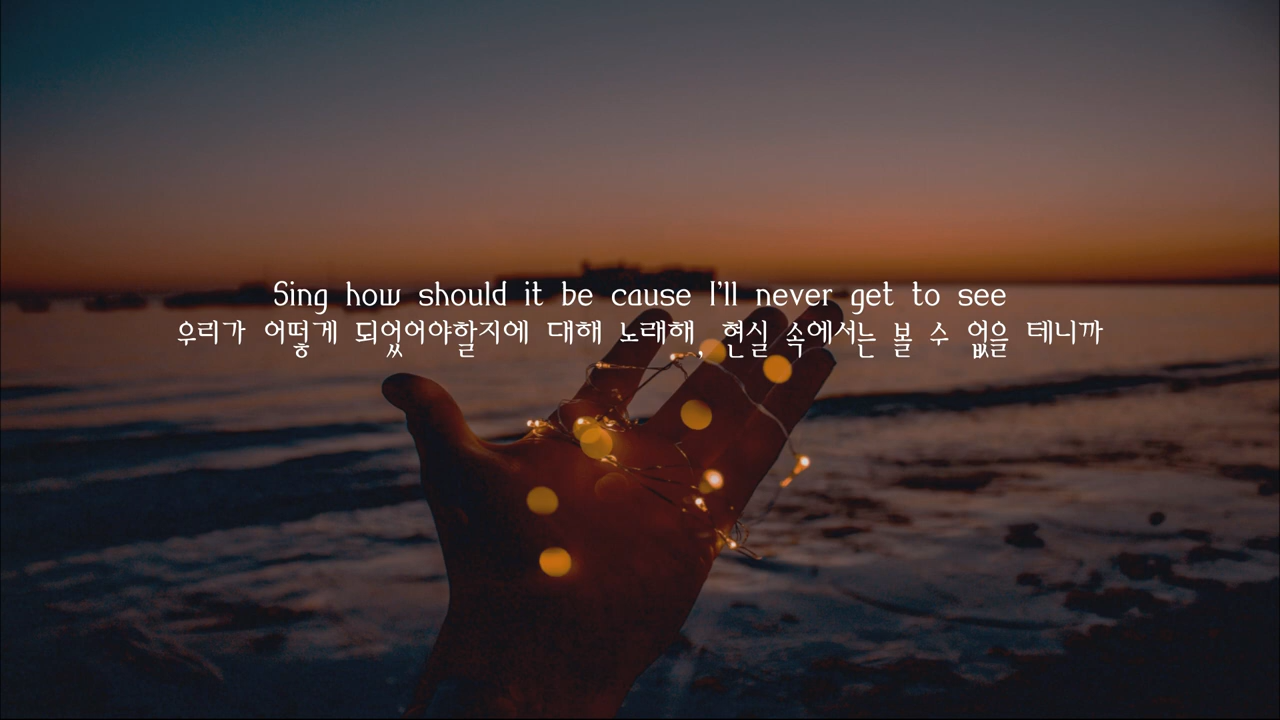 Sing how should it be cause I'll never get to see
우리가 어떻게 되었어야할지에 대해 노래해, 현실 속에서는 볼 수 없을 테니까